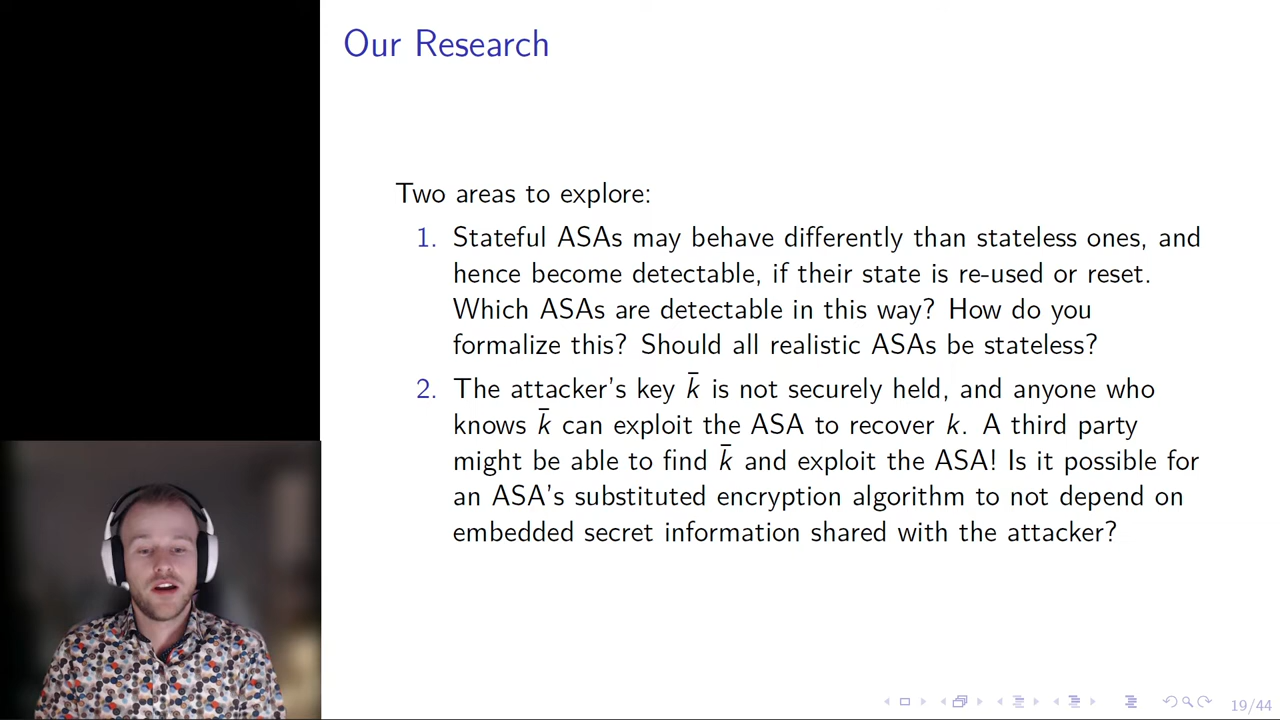 Our Research
Two areas to explore:
1. Stateful ASAs may behave differently than stateless ones, and
hence become detectable, if their state is re-used or reset.
Which ASAs are detectable in this way? How do you
formalize this? Should all realistic ASAs be stateless?
2. The attacker's key k̄ is not securely held, and anyone who
knows k̄ can exploit the ASA to recover k. A third party
might be able to find k̄ and exploit the ASA! Is it possible for
an ASA's substituted encryption algorithm to not depend on
embedded secret information shared with the attacker?
19/44